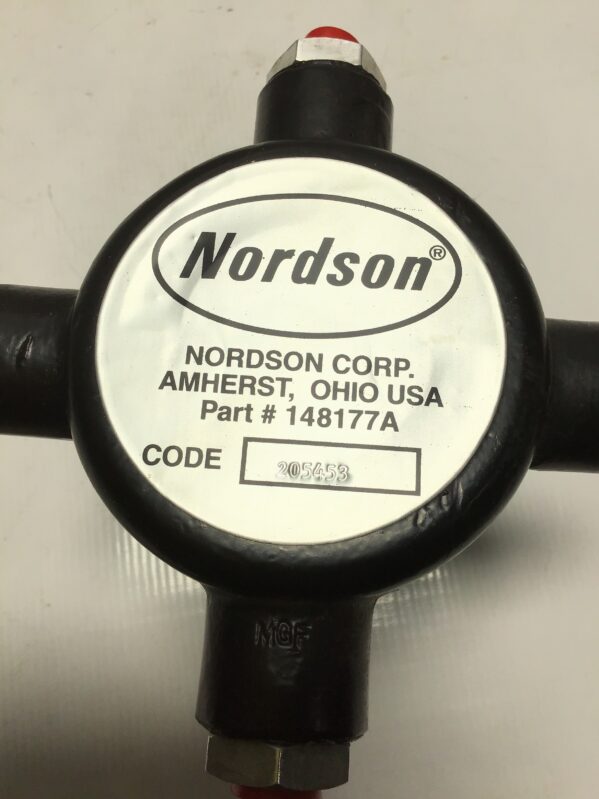 Nordson®
NORDSON CORP.
AMHERST, OHIO USA
Part # 148177A
CODE 205453
MGF